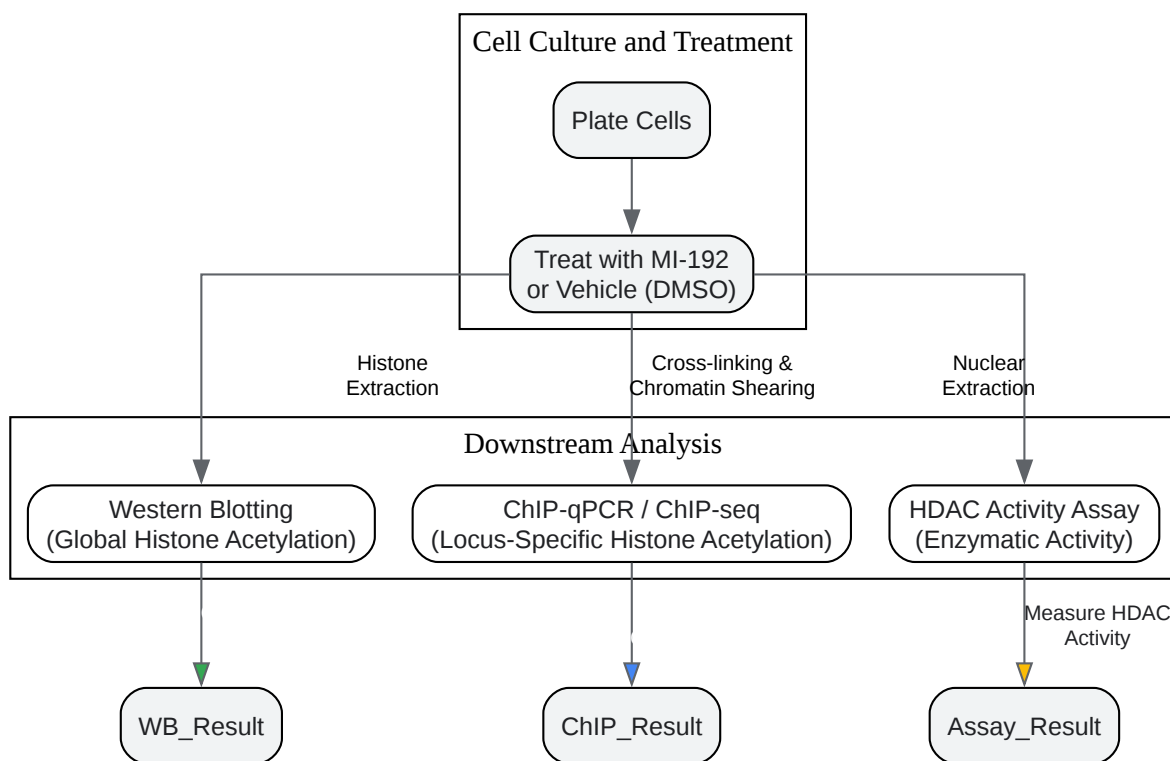 Cell Culture and Treatment
Plate Cells
Treat with MI-192
or Vehicle (DMSO)
Histone
Extraction
Cross-linking &
Chromatin Shearing
Nuclear
Extraction
Downstream Analysis
Western Blotting
(Global Histone Acetylation)
ChIP-qPCR / ChIP-seq
(Locus-Specific Histone Acetylation)
HDAC Activity Assay
(Enzymatic Activity)
Measure HDAC
Activity
WB_Result
ChIP_Result
Assay_Result